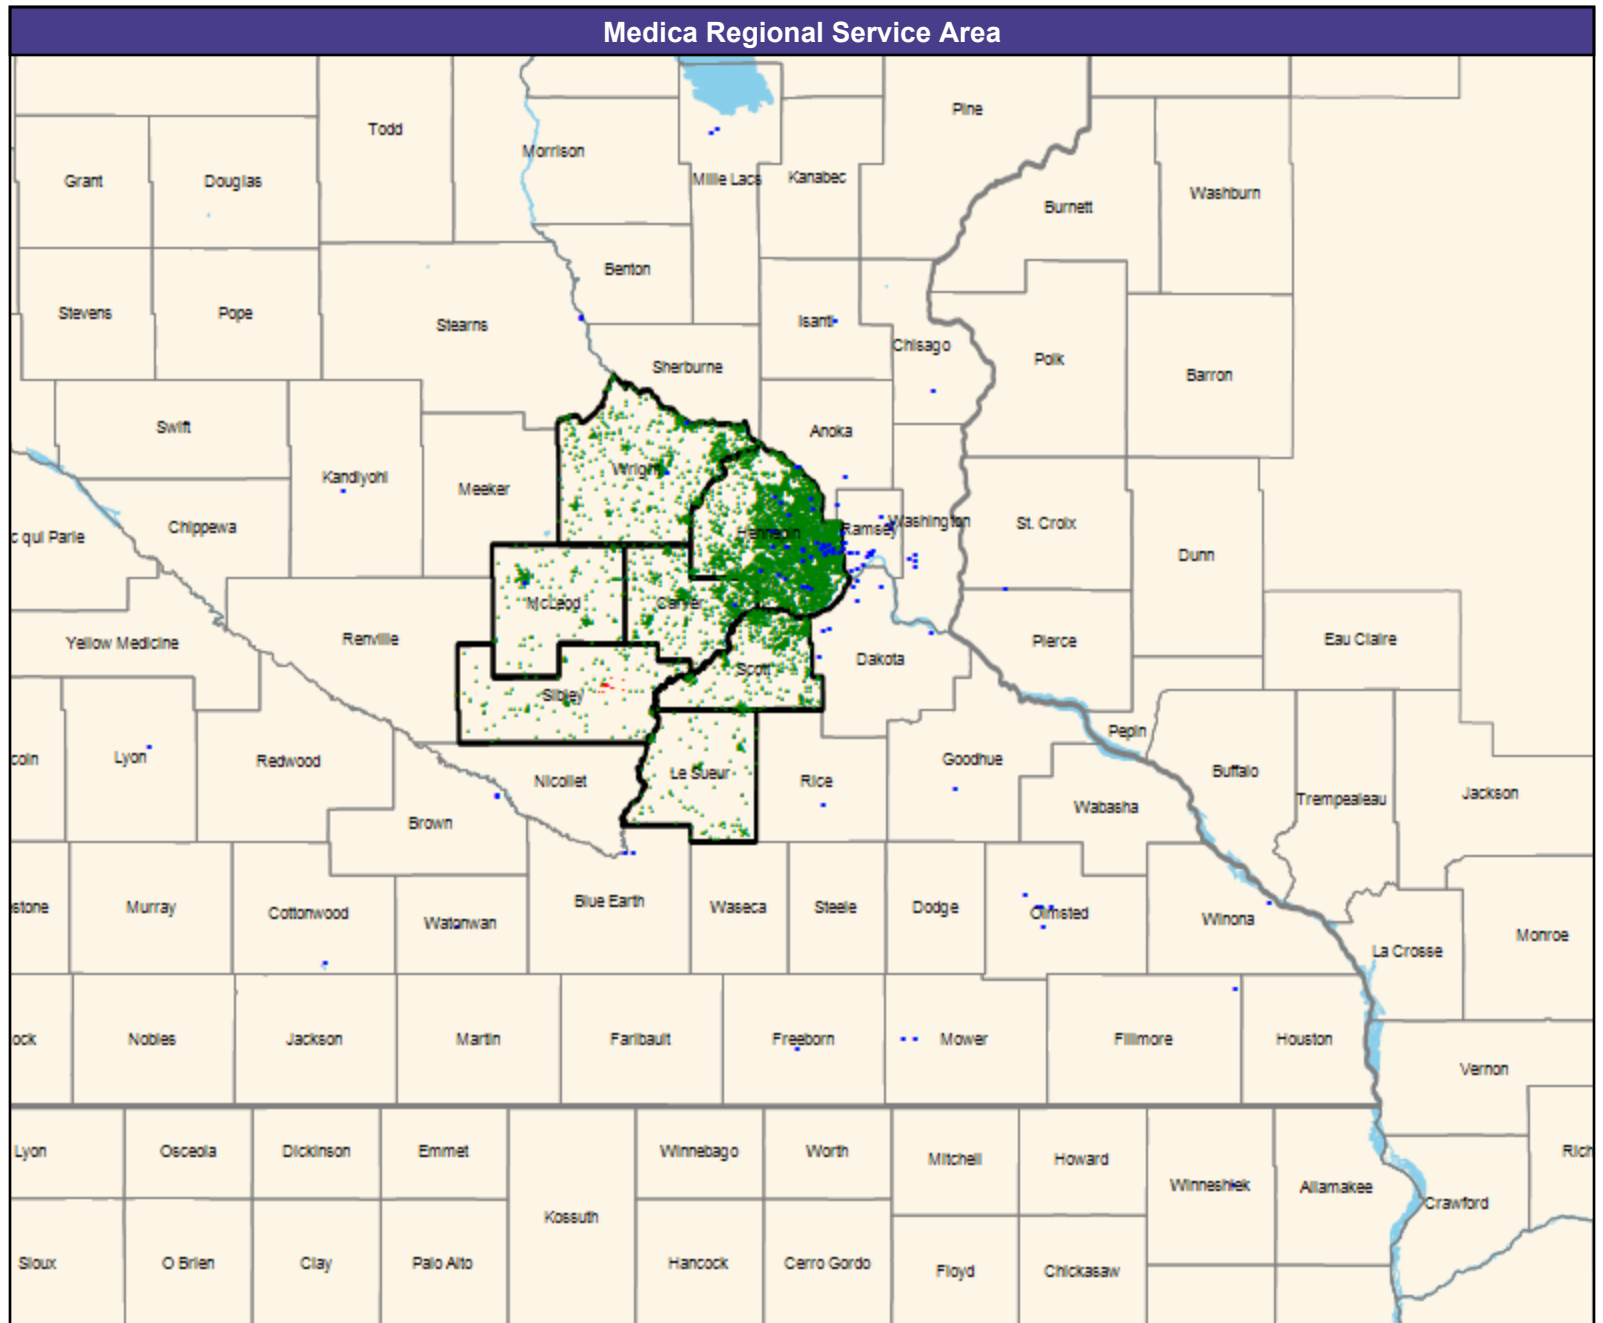 Medica Regional Service Area
Pine
Todd
Morrison
Grant
Douglas
Mille Lacs
Kanabec
Burnett
Washburn
Benton
Stevens
Pope
Stearns
Isanti
Chisago
Polk
Barron
Sherburne
Swift
Anoka
Wright
Kandiyohi
Meeker
c qui Parle
Chippewa
Hennepin
Ramsey
Washington
St. Croix
Dunn
McLeod
Carver
Yellow Medicine
Renville
Pierce
Eau Claire
Scott
Dakota
Sibley
coln
Lyon
Redwood
Nicollet
Le Sueur
Rice
Goodhue
Pepin
Buffalo
Trempealeau
Jackson
Brown
Wabasha
stone
Murray
Cottonwood
Watonwan
Blue Earth
Waseca
Steele
Dodge
Olmsted
Winona
La Crosse
Monroe
ock
Nobles
Jackson
Martin
Faribault
Freeborn
Mower
Fillmore
Houston
Vernon
Lyon
Osceola
Dickinson
Emmet
Winnebago
Worth
Mitchell
Howard
Winneshiek
Allamakee
Crawford
Rich
Kossuth
Sioux
O Brien
Clay
Palo Alto
Hancock
Cerro Gordo
Floyd
Chickasaw